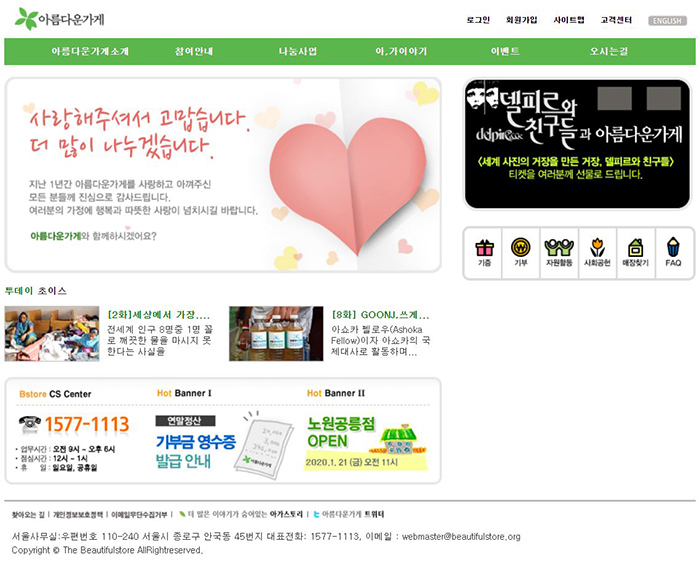 아름다운가게
로그인 회원가입 사이트맵 고객센터 ENGLISH
아름다운가게소개 참여안내 나눔사업 아,가이야기 이벤트 오시는길
사랑해주셔서 고맙습니다.
더 많이 나누겠습니다.
지난 1년간 아름다운가게를 사랑하고 아껴주신
모든 분들께 진심으로 감사드립니다.
여러분의 가정에 행복과 따뜻한 사랑이 넘치시길 바랍니다.
아름다운가게와 함께하시겠어요?
델피르와
친구들과 아름다운가게
<세계 사진의 거장을 만든 거장, 델피르와 친구들>
티켓을 여러분께 선물로 드립니다.
기증 기부 자원활동 사회공헌 매장찾기 FAQ
투데이 초이스
[2화]세상에서 가장....
전세계 인구 8명중 1명 꼴
로 깨끗한 물을 마시지 못
한다는 사실을
[8화] GOONJ,쓰게...
아쇼카 펠로우(Ashoka
Fellow)이자 아쇼카의 국
제대사로 활동하며...
Bstore CS Center
1577-1113
• 업무시간 : 오전 9시 ~ 오후 6시
• 점심시간 : 12시 ~ 1시
• 휴 일 : 일요일, 공휴일
Hot Banner I
연말정산
기부금 영수증
발급 안내
아름다운가게
Hot Banner II
노원공릉점
OPEN
2020.1.21 (금) 오전 11시
찾아오는 길 | 개인정보보호정책 | 이메일무단수집거부 | 더 많은 이야기가 숨어있는 아가스토리 | 아름다운가게 트위터
서울사무실:우편번호 110-240 서울시 종로구 안국동 45번지 대표전화: 1577-1113, 이메일 : webmaster@beautifulstore.org
Copyright © The Beautifulstore AllRightreserved.